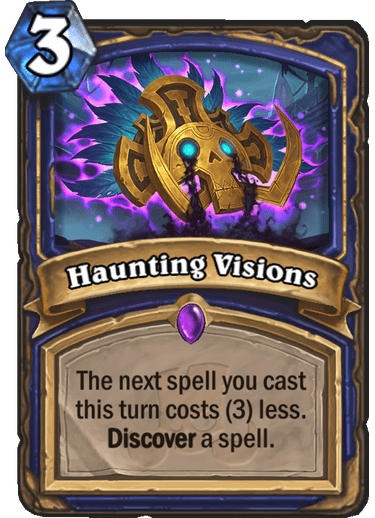 3
Haunting Visions
The next spell you cast
this turn costs (3) less.
Discover a spell.